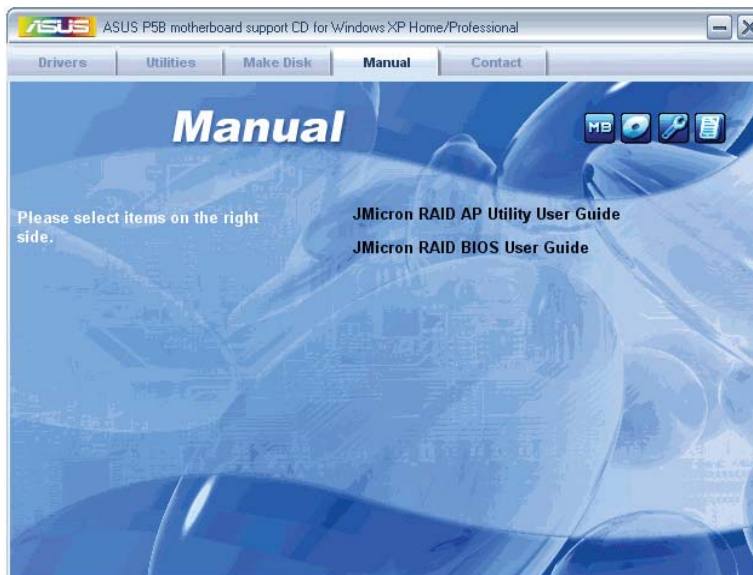 ASUS ASUS P5B motherboard support CD for Windows XP Home/Professional
Drivers Utilities Make Disk Manual Contact
Manual
MB
Please select items on the right
side.
JMicron RAID AP Utility User Guide
JMicron RAID BIOS User Guide